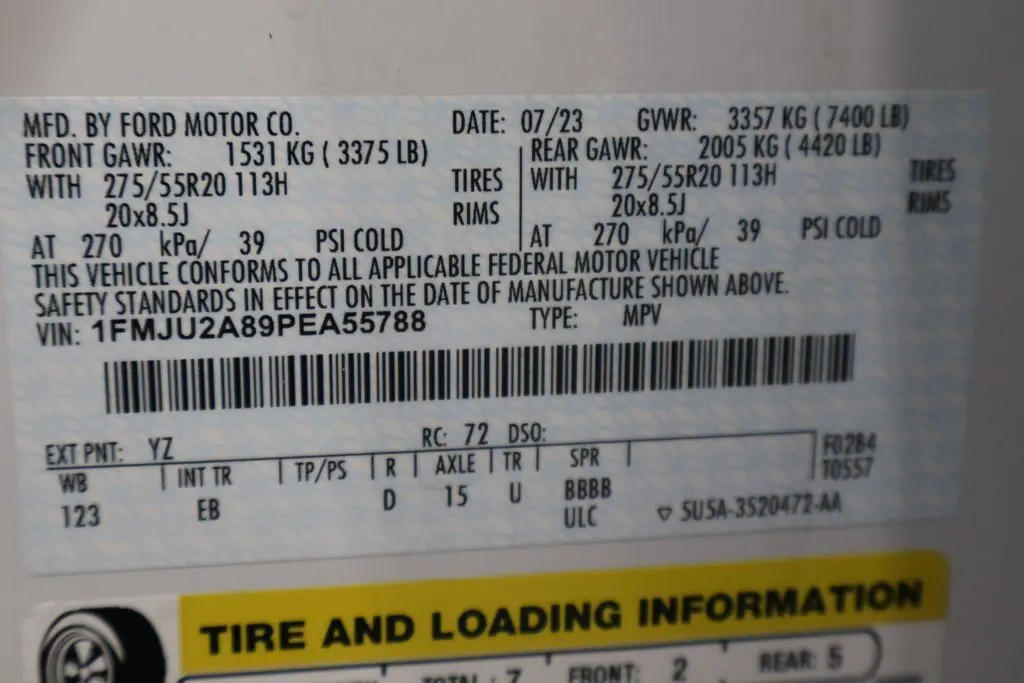 MFD. BY FORD MOTOR CO. DATE: 07/23 GVWR: 3357 KG ( 7400 LB)
FRONT GAWR: 1531 KG ( 3375 LB) REAR GAWR: 2005 KG ( 4420 LB)
WITH 275/55R20 113H TIRES WITH 275/55R20 113H TIRES
20x8.5J RIMS 20x8.5J RIMS
AT 270 kPa/ 39 PSI COLD AT 270 kPa/ 39 PSI COLD
THIS VEHICLE CONFORMS TO ALL APPLICABLE FEDERAL MOTOR VEHICLE
SAFETY STANDARDS IN EFFECT ON THE DATE OF MANUFACTURE SHOWN ABOVE.
VIN: 1FMJU2A89PEA55788 TYPE: MPV
EXT PNT: YZ RC: 72 DSO: F0284
WB INT TR TP/PS R AXLE TR SPR T0557
123 EB D 15 U BBBB
ULC ▽ 5U5A-3520472-AA
TIRE AND LOADING INFORMATION
TOTAL: 7 FRONT: 2 REAR: 5